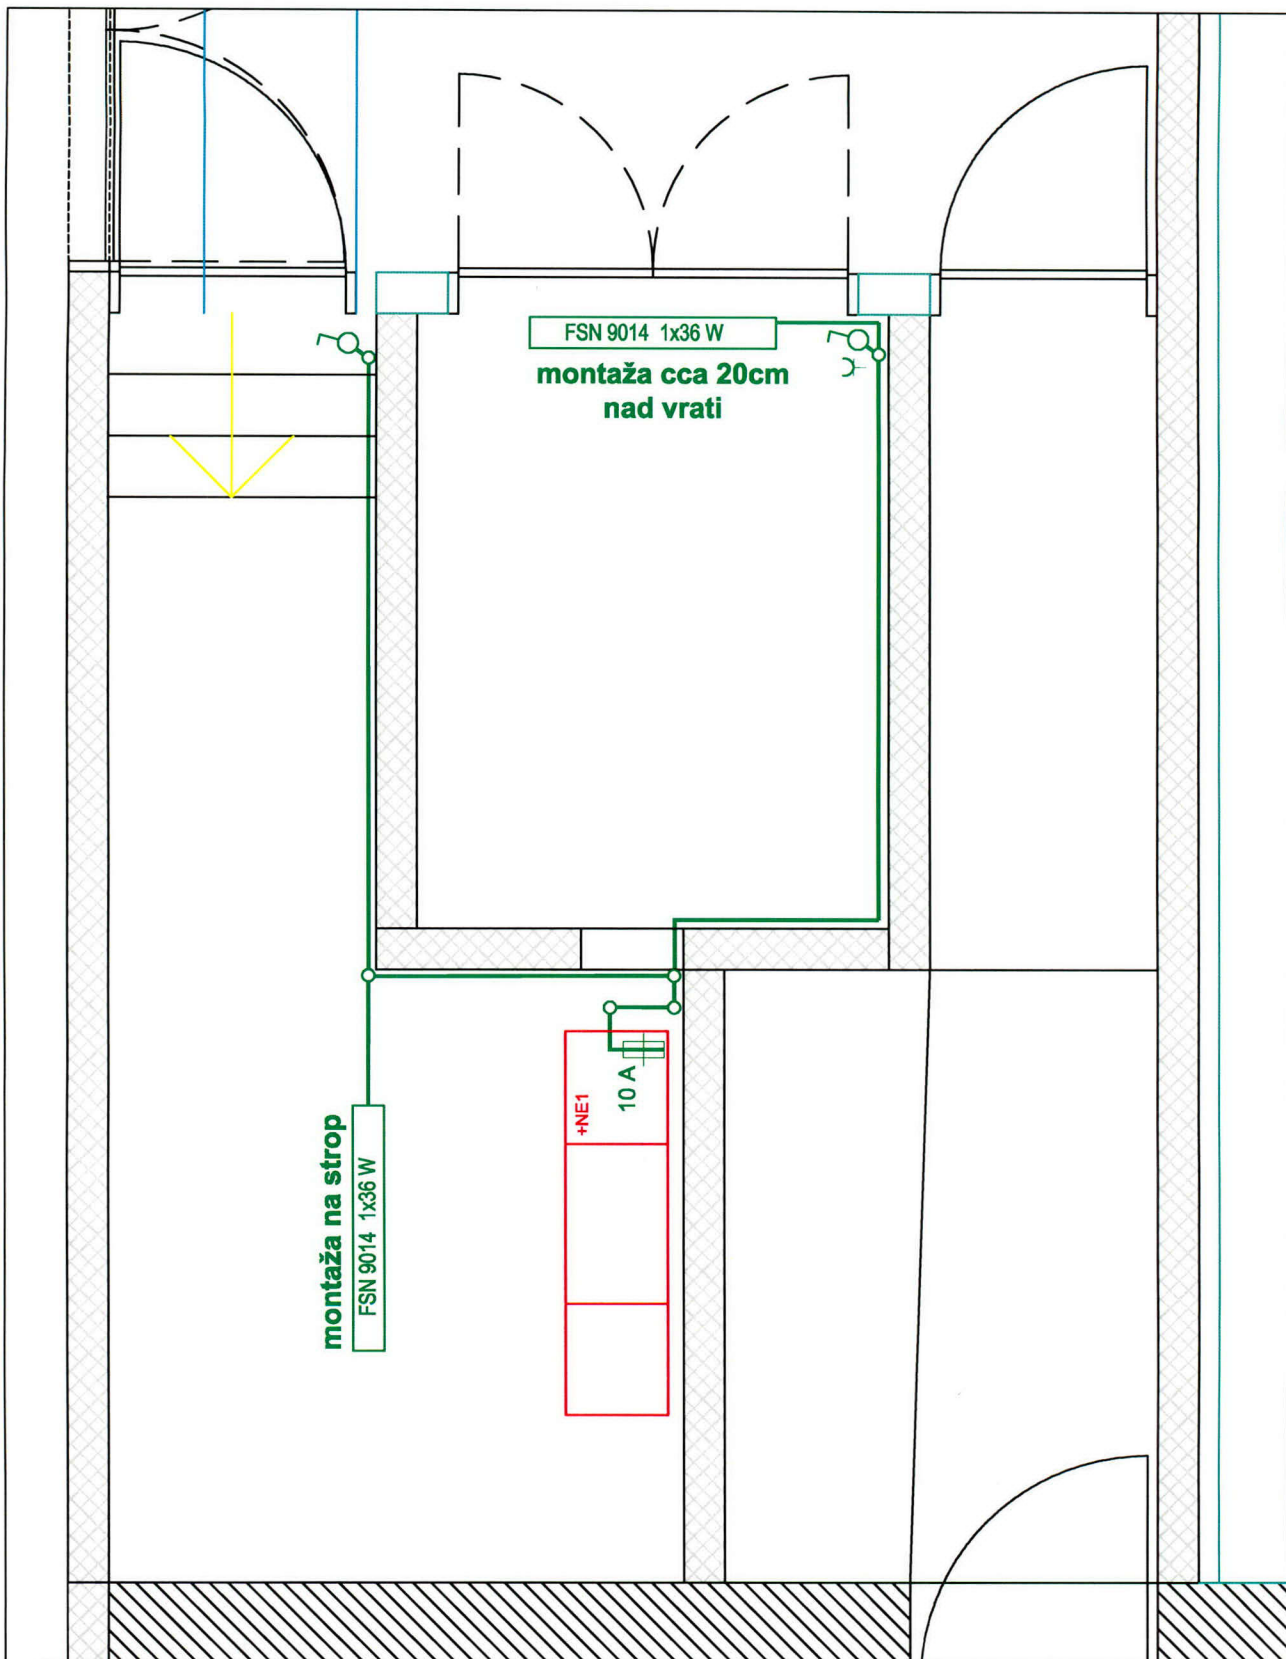 FSN 9014 1x36 W
montaža cca 20cm
nad vrati
+NE1
10 A
montaža na strop
FSN 9014 1x36 W